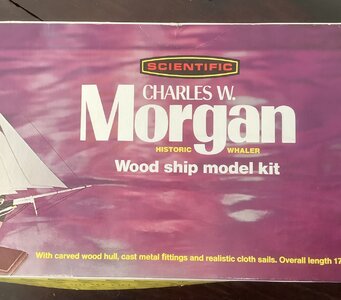 SCIENTIFIC
CHARLES W.
Morgan
HISTORIC WHALER
Wood ship model kit
With carved wood hull, cast metal fittings and realistic cloth sails. Overall length 17